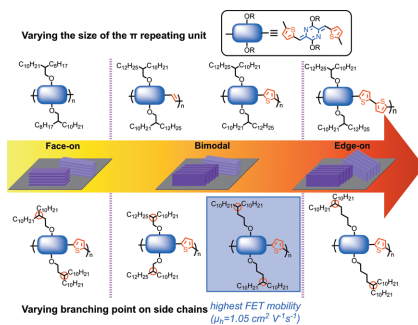 Varying the size of the π repeating unit
OR
OR
≡
S
N
OR
N
OR
S
C10H21 C8H17
O
n
O
C8H17 C10H21
C12H25 C10H21
O
n
O
C10H21 C12H25
C12H25 C10H21
O
S
n
O
C10H21 C12H25
C12H25 C10H21
O
S
S
n
O
C10H21 C12H25
Face-on
Bimodal
Edge-on
C10H21
C10H21
O
S
n
O
C10H21
C10H21
C12H25 C10H21
O
S
n
O
C12H25 C10H21
C10H21 C10H21
O
S
n
O
C10H21 C10H21
C10H21
C10H21
O
S
n
O
C10H21
C10H21
Varying branching point on side chains
highest FET mobility
(μh=1.05 cm² V⁻¹s⁻¹)